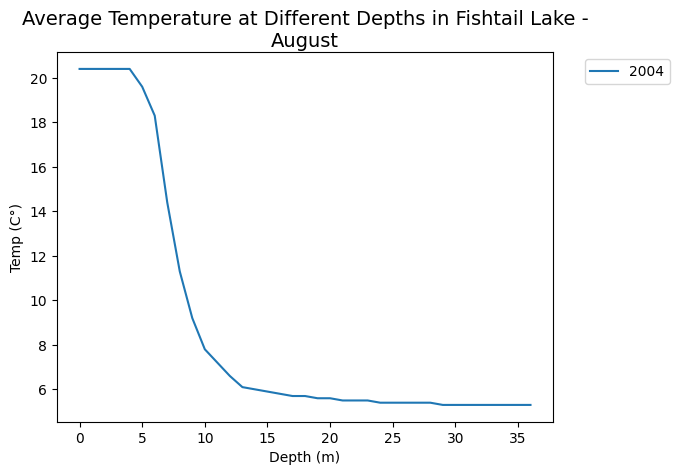 Average Temperature at Different Depths in Fishtail Lake -
August
2004
Temp (C°)
20
18
16
14
12
10
8
6
0 5 10 15 20 25 30 35
Depth (m)